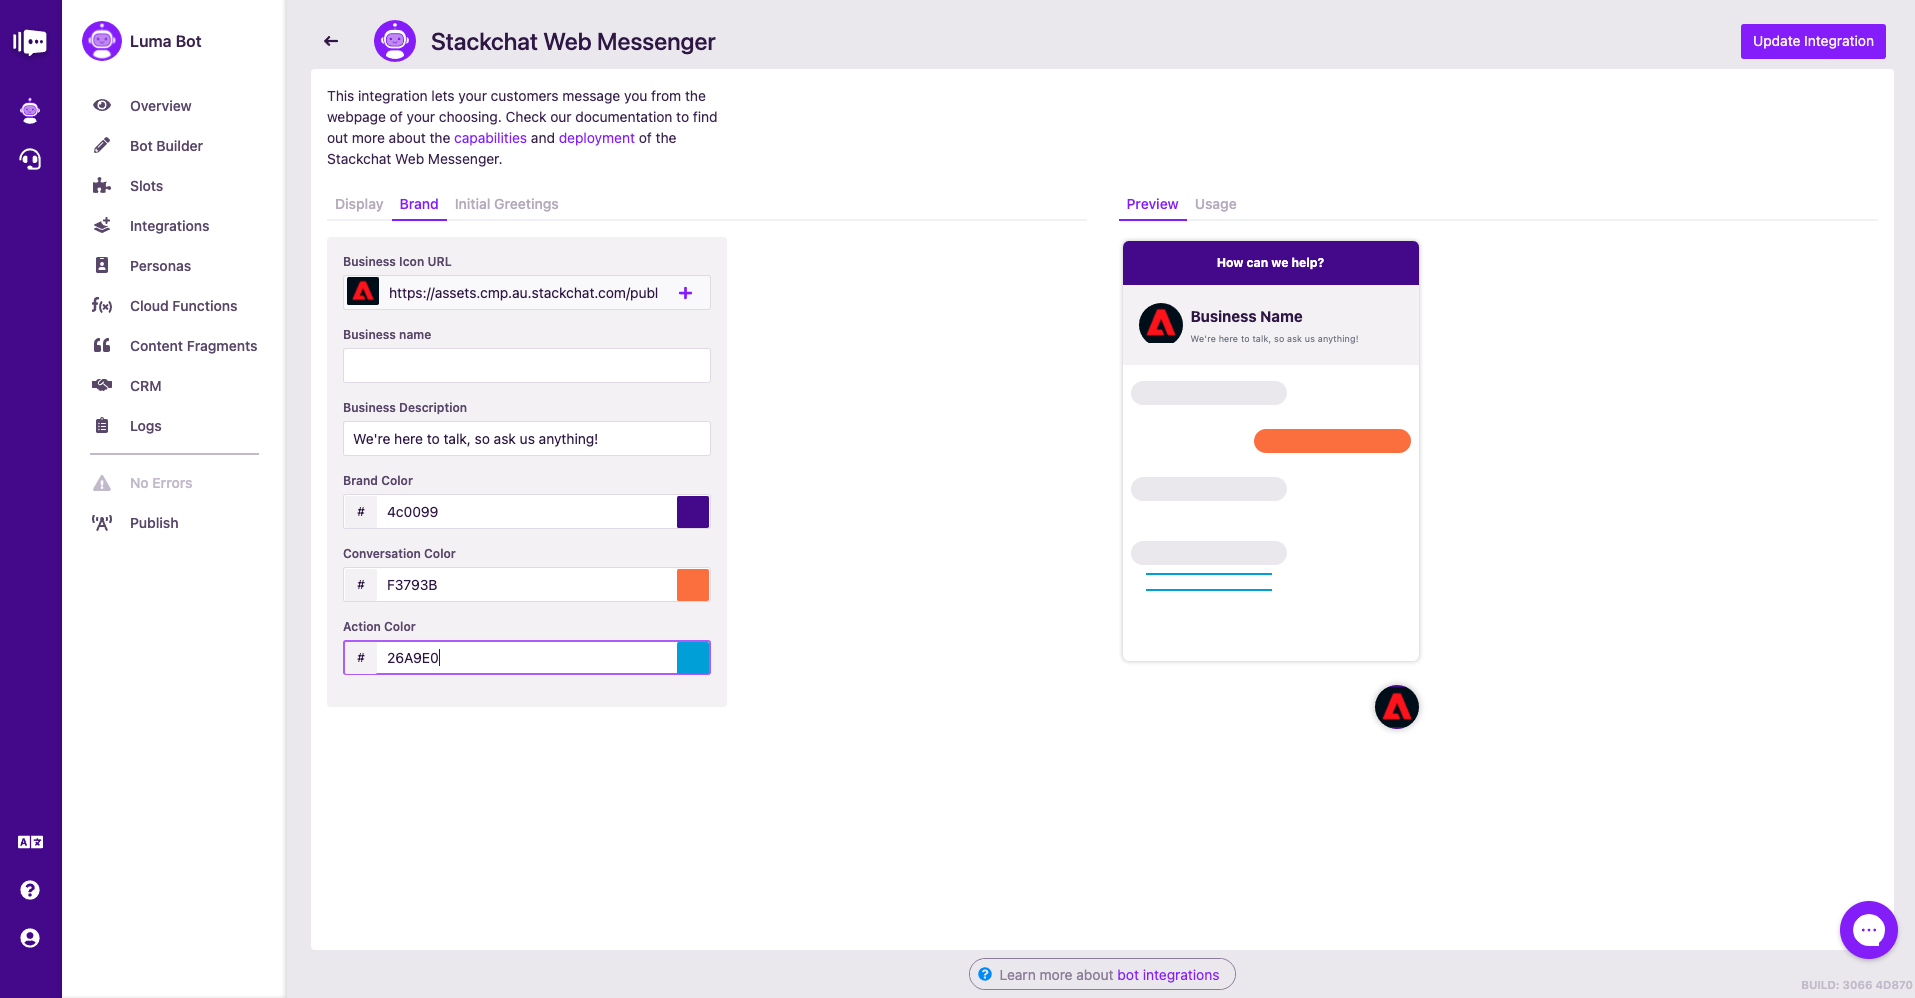 Luma Bot
Overview
Bot Builder
Slots
Integrations
Personas
f(x) Cloud Functions
Content Fragments
CRM
Logs
No Errors
Publish
Stackchat Web Messenger
Update Integration
This integration lets your customers message you from the
webpage of your choosing. Check our documentation to find
out more about the capabilities and deployment of the
Stackchat Web Messenger.
Display Brand Initial Greetings
Business Icon URL
https://assets.cmp.au.stackchat.com/publ
Business name
Business Description
We're here to talk, so ask us anything!
Brand Color
# 4c0099
Conversation Color
# F3793B
Action Color
# 26A9E0
Preview Usage
How can we help?
Business Name
We're here to talk, so ask us anything!
Learn more about bot integrations
BUILD: 3066 4D870